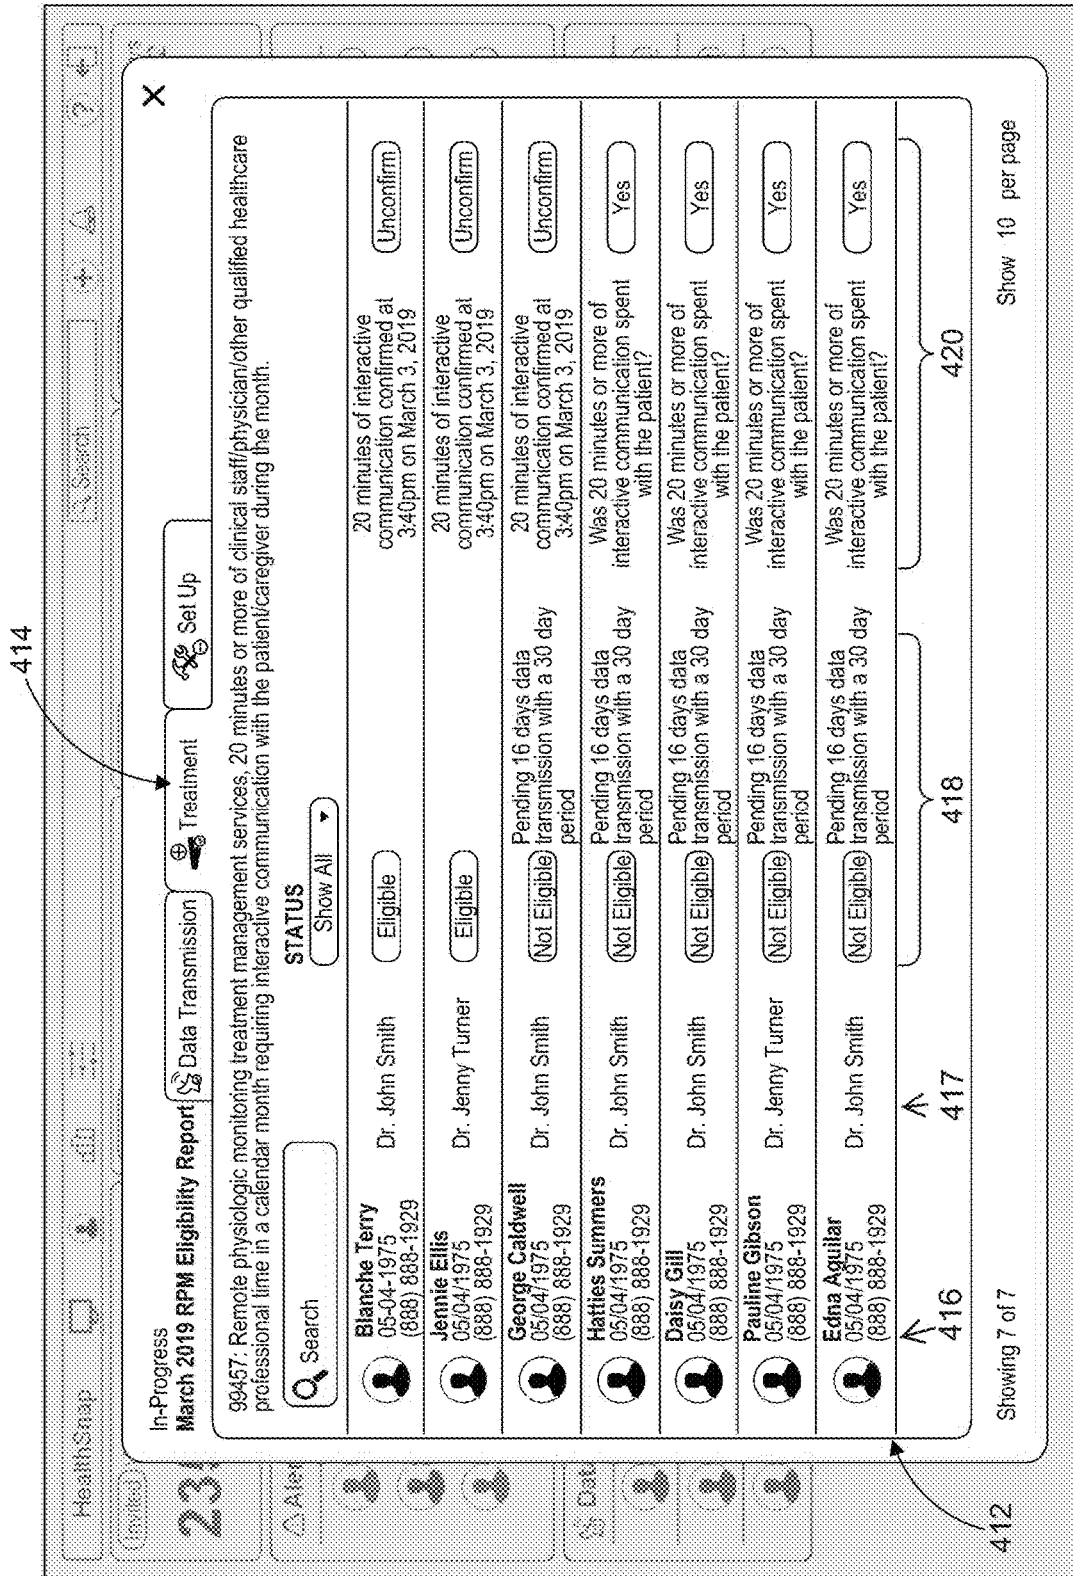 414
HealthSnap
Search
?
Invited
23
Aler
Dat
In-Progress
March 2019 RPM Eligibility Report
Data Transmission
Treatment
Set Up
X
99457: Remote physiologic monitoring treatment management services, 20 minutes or more of clinical staff/physician/other qualified healthcare
professional time in a calendar month requiring interactive communication with the patient/caregiver during the month.
Search
STATUS
Show All
Blanche Terry
05-04-1975
(888) 888-1929
Dr. John Smith
Eligible
20 minutes of interactive
communication confirmed at
3:40pm on March 3, 2019
Unconfirm
Jennie Ellis
05/04/1975
(888) 888-1929
Dr. Jenny Turner
Eligible
20 minutes of interactive
communication confirmed at
3:40pm on March 3, 2019
Unconfirm
George Caldwell
05/04/1975
(888) 888-1929
Dr. John Smith
Not Eligible
Pending 16 days data
transmission with a 30 day
period
20 minutes of interactive
communication confirmed at
3:40pm on March 3, 2019
Unconfirm
Hatties Summers
05/04/1975
(888) 888-1929
Dr. John Smith
Not Eligible
Pending 16 days data
transmission with a 30 day
period
Was 20 minutes or more of
interactive communication spent
with the patient?
Yes
Daisy Gill
05/04/1975
(888) 888-1929
Dr. John Smith
Not Eligible
Pending 16 days data
transmission with a 30 day
period
Was 20 minutes or more of
interactive communication spent
with the patient?
Yes
Pauline Gibson
05/04/1975
(888) 888-1929
Dr. Jenny Turner
Not Eligible
Pending 16 days data
transmission with a 30 day
period
Was 20 minutes or more of
interactive communication spent
with the patient?
Yes
Edna Aguilar
05/04/1975
(888) 888-1929
Dr. John Smith
Not Eligible
Pending 16 days data
transmission with a 30 day
period
Was 20 minutes or more of
interactive communication spent
with the patient?
Yes
412
416
417
418
420
Showing 7 of 7
Show 10 per page